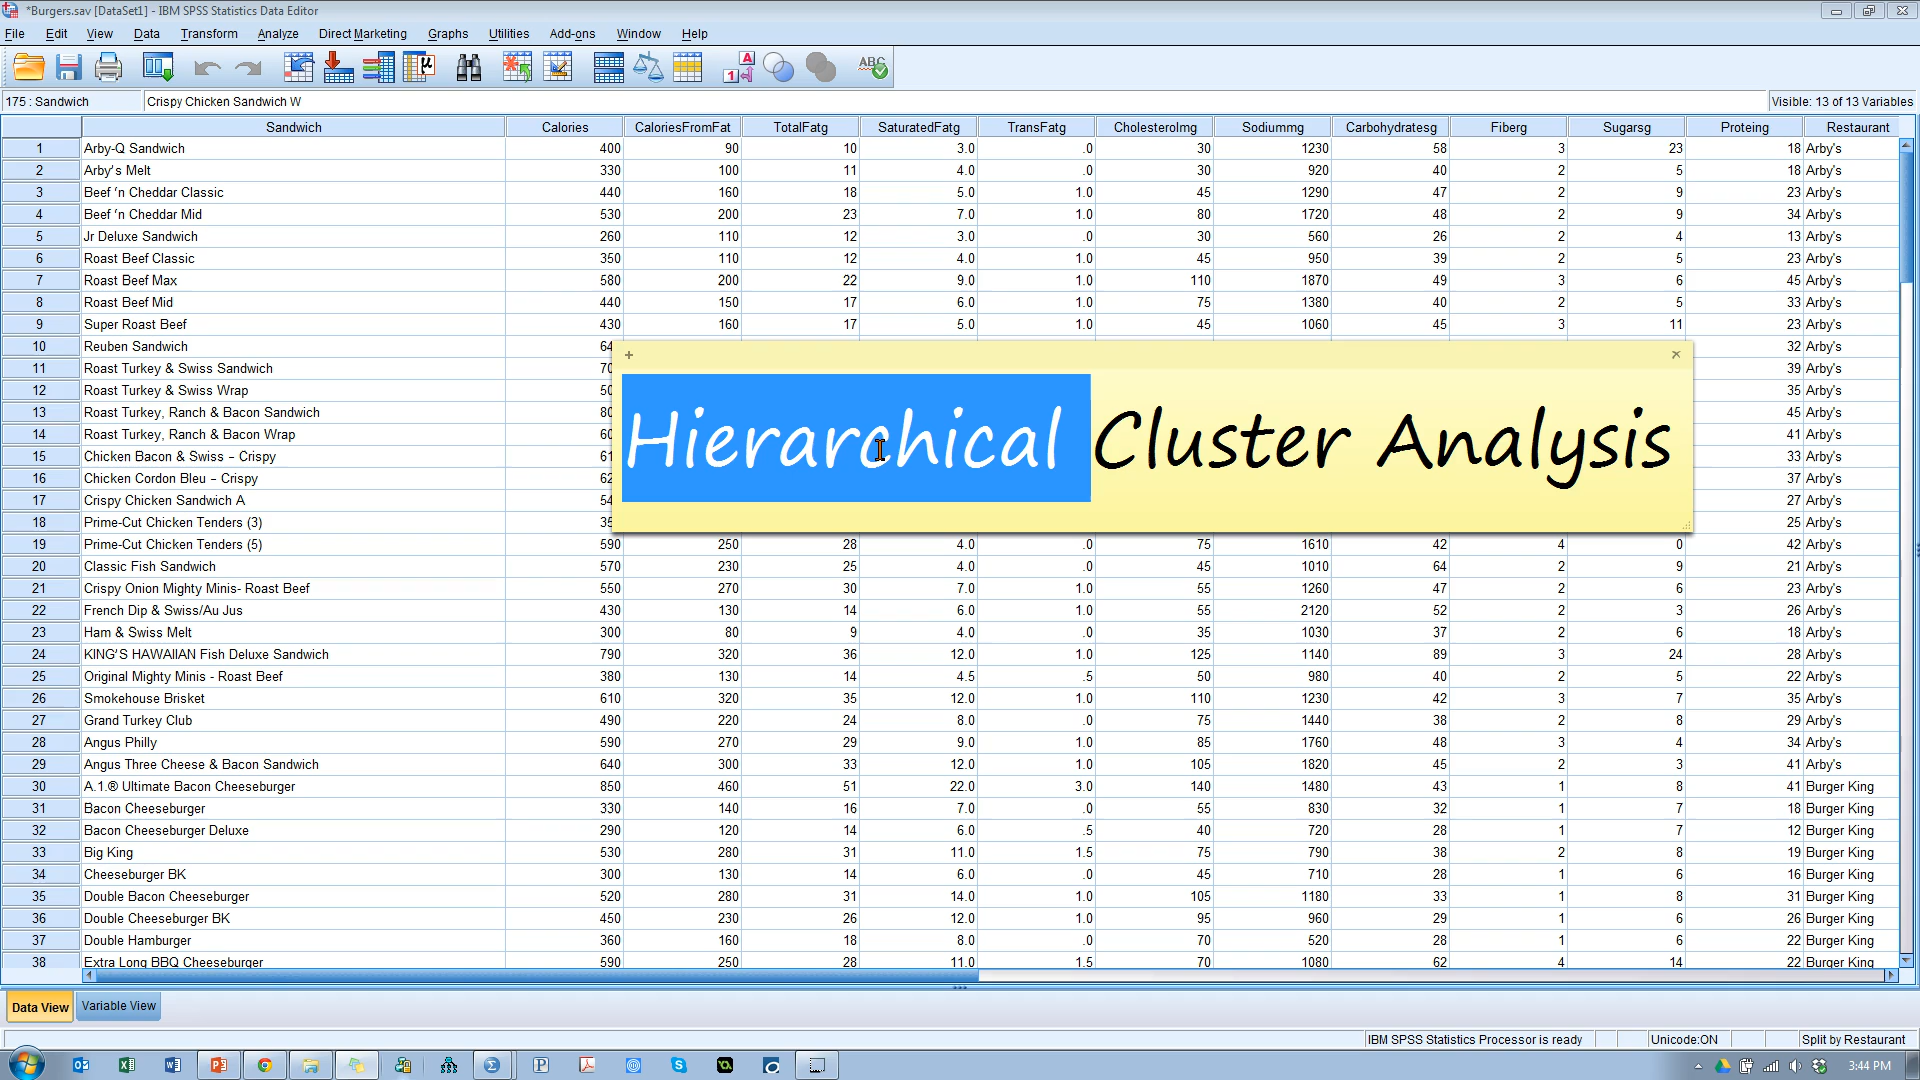 *Burgers.sav [DataSet1] - IBM SPSS Statistics Data Editor
File Edit View Data Transform Analyze Direct Marketing Graphs Utilities Add-ons Window Help
175 : Sandwich Crispy Chicken Sandwich W Visible: 13 of 13 Variables
Sandwich Calories CaloriesFromFat TotalFatg SaturatedFatg TransFatg Cholesterolmg Sodiummg Carbohydratesg Fiberg Sugarsg Proteing Restaurant
1 Arby-Q Sandwich 400 90 10 3.0 .0 30 1230 58 3 23 18 Arby's
2 Arby's Melt 330 100 11 4.0 .0 30 920 40 2 5 18 Arby's
3 Beef 'n Cheddar Classic 440 160 18 5.0 1.0 45 1290 47 2 9 23 Arby's
4 Beef 'n Cheddar Mid 530 200 23 7.0 1.0 80 1720 48 2 9 34 Arby's
5 Jr Deluxe Sandwich 260 110 12 3.0 .0 30 560 26 2 4 13 Arby's
6 Roast Beef Classic 350 110 12 4.0 1.0 45 950 39 2 5 23 Arby's
7 Roast Beef Max 580 200 22 9.0 1.0 110 1870 49 3 6 45 Arby's
8 Roast Beef Mid 440 150 17 6.0 1.0 75 1380 40 2 5 33 Arby's
9 Super Roast Beef 430 160 17 5.0 1.0 45 1060 45 3 11 23 Arby's
10 Reuben Sandwich 32 Arby's
11 Roast Turkey & Swiss Sandwich 39 Arby's
12 Roast Turkey & Swiss Wrap 35 Arby's
13 Roast Turkey, Ranch & Bacon Sandwich 45 Arby's
14 Roast Turkey, Ranch & Bacon Wrap 41 Arby's
Hierarchical Cluster Analysis
15 Chicken Bacon & Swiss – Crispy 33 Arby's
16 Chicken Cordon Bleu – Crispy 37 Arby's
17 Crispy Chicken Sandwich A 27 Arby's
18 Prime-Cut Chicken Tenders (3) 25 Arby's
19 Prime-Cut Chicken Tenders (5) 590 250 28 4.0 .0 75 1610 42 4 0 42 Arby's
20 Classic Fish Sandwich 570 230 25 4.0 .0 45 1010 64 2 9 21 Arby's
21 Crispy Onion Mighty Minis- Roast Beef 550 270 30 7.0 1.0 55 1260 47 2 6 23 Arby's
22 French Dip & Swiss/Au Jus 430 130 14 6.0 1.0 55 2120 52 2 3 26 Arby's
23 Ham & Swiss Melt 300 80 9 4.0 .0 35 1030 37 2 6 18 Arby's
24 KING'S HAWAIIAN Fish Deluxe Sandwich 790 320 36 12.0 1.0 125 1140 89 3 24 28 Arby's
25 Original Mighty Minis - Roast Beef 380 130 14 4.5 .5 50 980 40 2 5 22 Arby's
26 Smokehouse Brisket 610 320 35 12.0 1.0 110 1230 42 3 7 35 Arby's
27 Grand Turkey Club 490 220 24 8.0 .0 75 1440 38 2 8 29 Arby's
28 Angus Philly 590 270 29 9.0 1.0 85 1760 48 3 4 34 Arby's
29 Angus Three Cheese & Bacon Sandwich 640 300 33 12.0 1.0 105 1820 45 2 3 41 Arby's
30 A.1.® Ultimate Bacon Cheeseburger 850 460 51 22.0 3.0 140 1480 43 1 8 41 Burger King
31 Bacon Cheeseburger 330 140 16 7.0 .0 55 830 32 1 7 18 Burger King
32 Bacon Cheeseburger Deluxe 290 120 14 6.0 .5 40 720 28 1 7 12 Burger King
33 Big King 530 280 31 11.0 1.5 75 790 38 2 8 19 Burger King
34 Cheeseburger BK 300 130 14 6.0 .0 45 710 28 1 6 16 Burger King
35 Double Bacon Cheeseburger 520 280 31 14.0 1.0 105 1180 33 1 8 31 Burger King
36 Double Cheeseburger BK 450 230 26 12.0 1.0 95 960 29 1 6 26 Burger King
37 Double Hamburger 360 160 18 8.0 .0 70 520 28 1 6 22 Burger King
38 Extra Long BBQ Cheeseburger 590 250 28 11.0 1.5 70 1080 62 4 14 22 Burger King
Data View Variable View
IBM SPSS Statistics Processor is ready Unicode:ON Split by Restaurant
3:44 PM